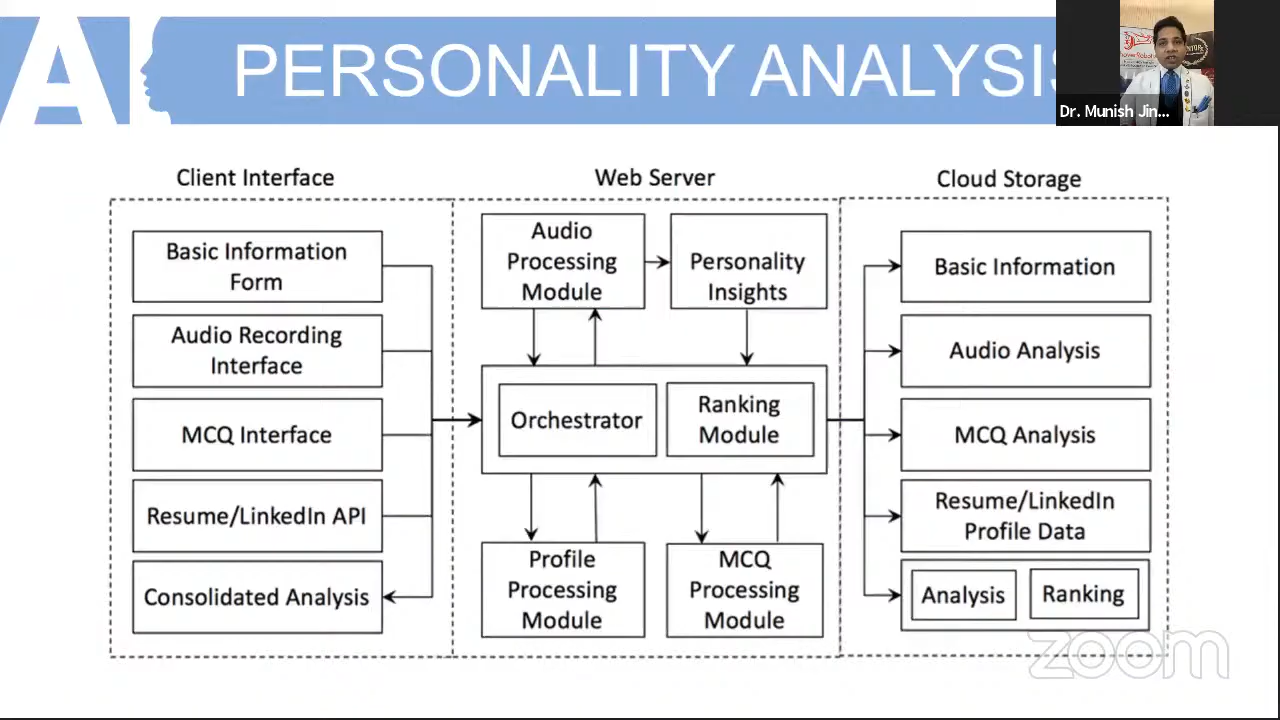 AI PERSONALITY ANALYSIS
Dr. Munish Jin...
Client Interface
Basic Information
Form
Audio Recording
Interface
MCQ Interface
Resume/LinkedIn API
Consolidated Analysis
Web Server
Audio
Processing
Module
Personality
Insights
Orchestrator
Ranking
Module
Profile
Processing
Module
MCQ
Processing
Module
Cloud Storage
Basic Information
Audio Analysis
MCQ Analysis
Resume/LinkedIn
Profile Data
Analysis
Ranking
zoom